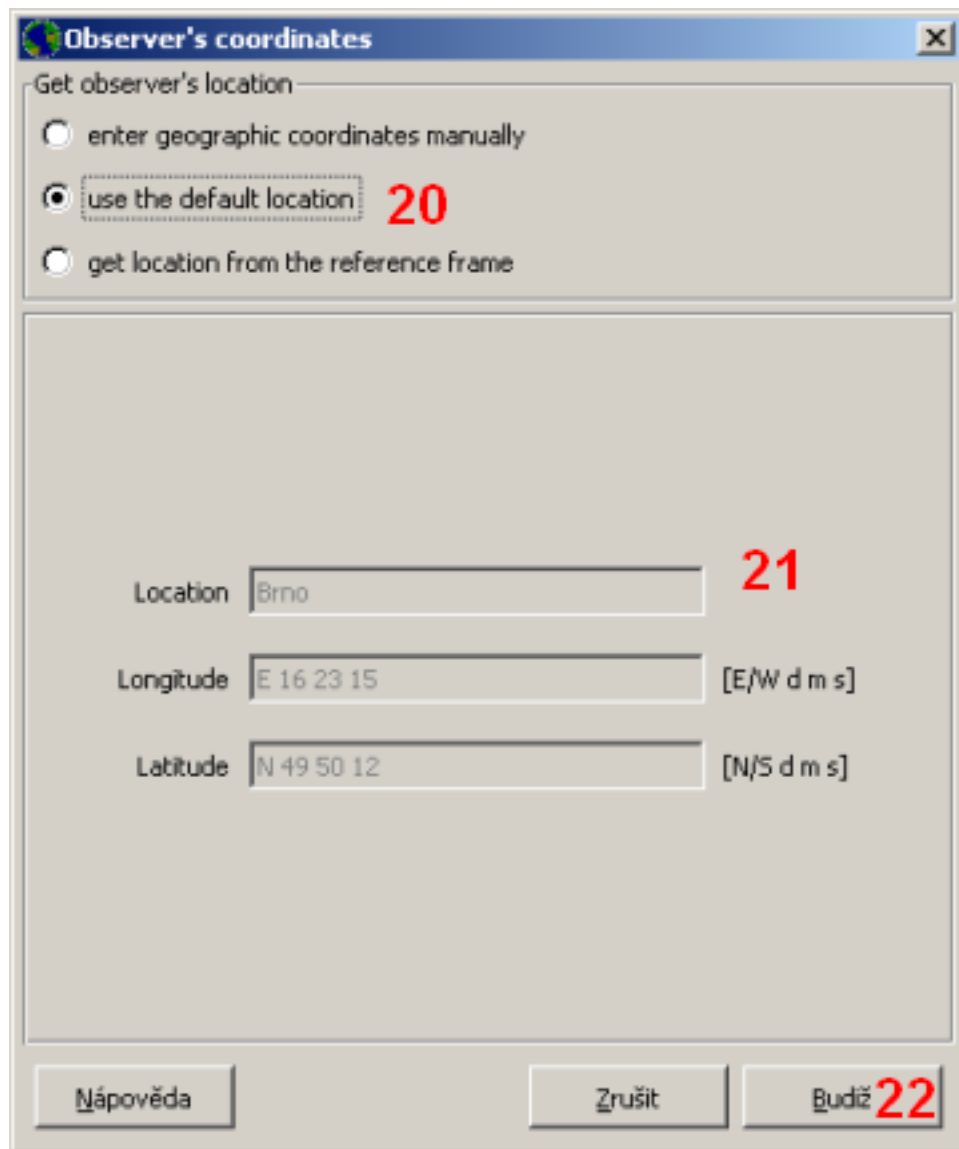 Observer's coordinates
Get observer's location
enter geographic coordinates manually
use the default location 20
get location from the reference frame
21
Location Brno
Longitude E 16 23 15 [E/W d m s]
Latitude N 49 50 12 [N/S d m s]
Nápověda Zrušit Budiž 22